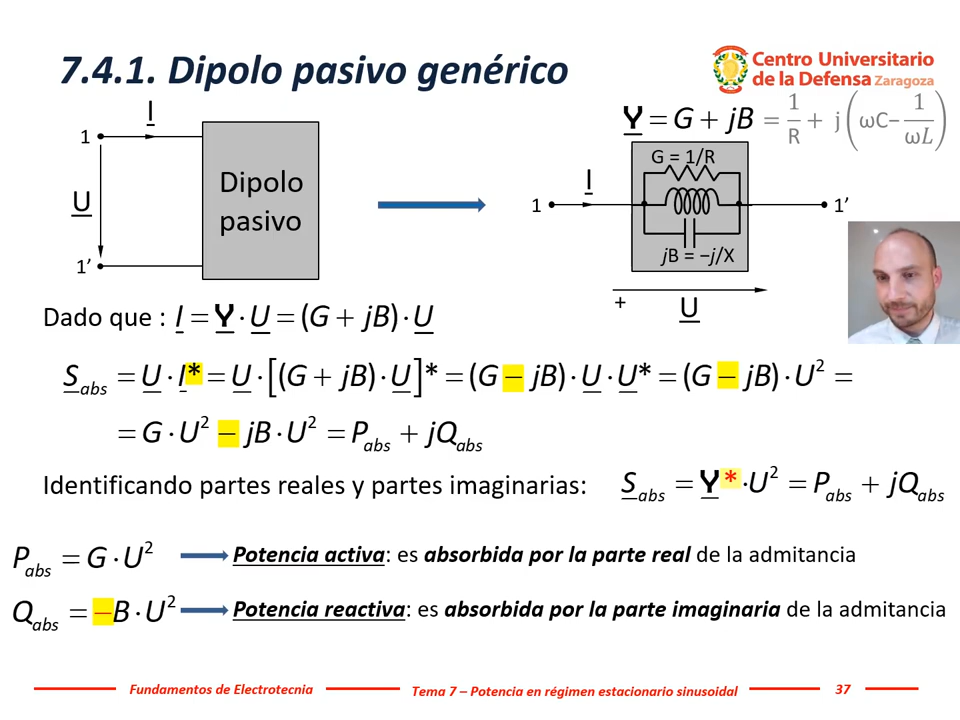 7.4.1. Dipolo pasivo genérico
Centro Universitario
de la Defensa Zaragoza
I
1
U
1'
Dipolo
pasivo
Y = G + jB = 1/R + j(ωC− 1/ωL)
G = 1/R
I
1
1'
jB = −j/X
+
U
Dado que : I = Y · U = (G + jB) · U
S_abs = U · I* = U · [(G + jB) · U]* = (G − jB) · U · U* = (G − jB) · U² =
= G · U² − jB · U² = P_abs + jQ_abs
Identificando partes reales y partes imaginarias: S_abs = Y* · U² = P_abs + jQ_abs
P_abs = G · U² Potencia activa: es absorbida por la parte real de la admitancia
Q_abs = −B · U² Potencia reactiva: es absorbida por la parte imaginaria de la admitancia
Fundamentos de Electrotecnia
Tema 7 – Potencia en régimen estacionario sinusoidal
37